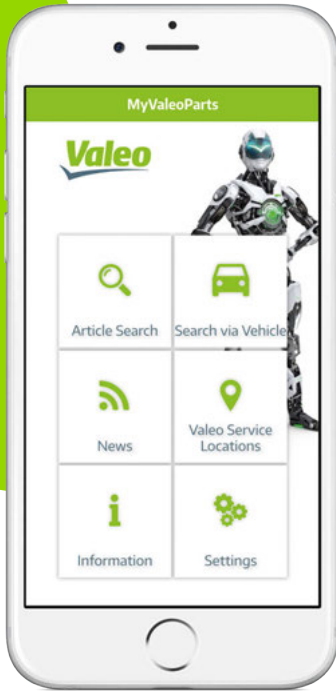 MyValeoParts
Valeo
Article Search
Search via Vehicle
News
Valeo Service
Locations
Information
Settings